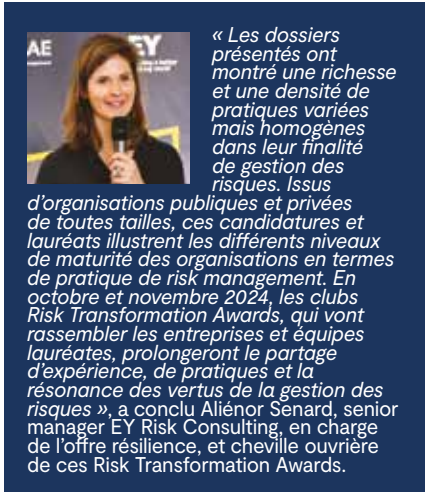 AE
EY
« Les dossiers
présentés ont
montré une richesse
et une densité de
pratiques variées
mais homogènes
dans leur finalité
de gestion des
risques. Issus
d’organisations publiques et privées
de toutes tailles, ces candidatures et
lauréats illustrent les différents niveaux
de maturité des organisations en termes
de pratique de risk management. En
octobre et novembre 2024, les clubs
Risk Transformation Awards, qui vont
rassembler les entreprises et équipes
lauréates, prolongeront le partage
d’expérience, de pratiques et la
résonance des vertus de la gestion des
risques », a conclu Aliénor Senard, senior
manager EY Risk Consulting, en charge
de l’offre résilience, et cheville ouvrière
de ces Risk Transformation Awards.